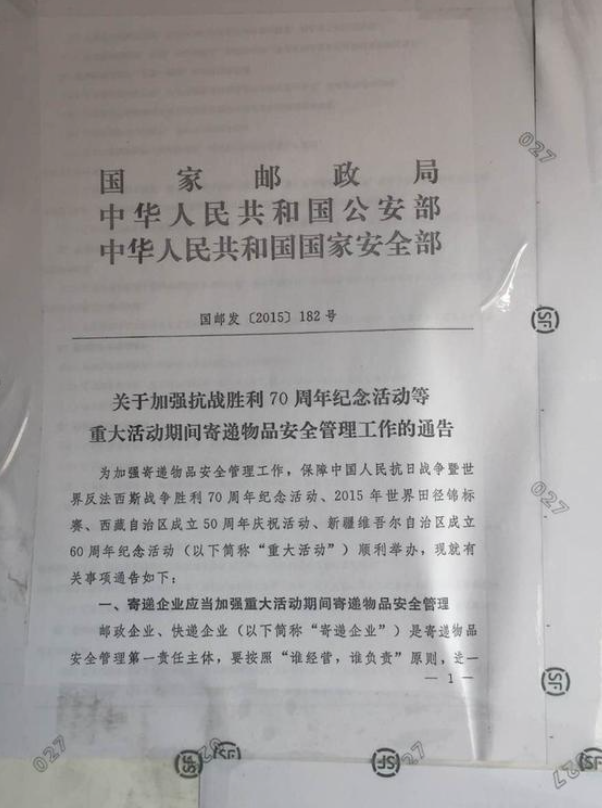 国家邮政局
中华人民共和国公安部
中华人民共和国国家安全部
国邮发〔2015〕182号
关于加强抗战胜利70周年纪念活动等
重大活动期间寄递物品安全管理工作的通告
为加强寄递物品安全管理工作，保障中国人民抗日战争暨世
界反法西斯战争胜利70周年纪念活动、2015年世界田径锦标
赛、西藏自治区成立50周年庆祝活动、新疆维吾尔自治区成立
60周年纪念活动（以下简称“重大活动”）顺利举办，现就有
关事项通告如下：
一、寄递企业应当加强重大活动期间寄递物品安全管理
邮政企业、快递企业（以下简称“寄递企业”）是寄递物品
安全管理第一责任主体，要按照“谁经营，谁负责”原则，进一
— 1 —
027
SF
027
SF
027
SF
027
SF
027
SF